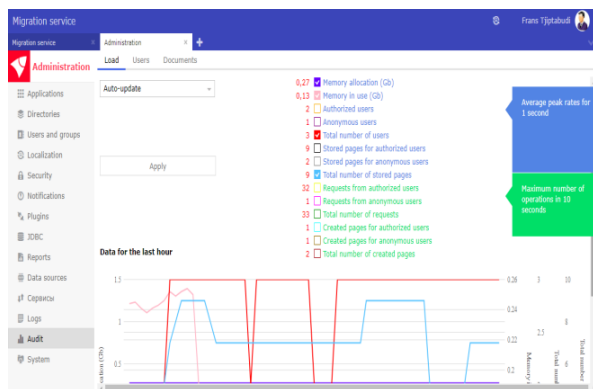 Migration service
Frans Tjiptabudi
Migration service ×
Administration × +
Administration
Load Users Documents
Applications
Directories
Users and groups
Localization
Security
Notifications
Plugins
JDBC
Reports
Data sources
Сервисы
Logs
Audit
System
Auto-update
Apply
0,27 Memory allocation (Gb)
0,13 Memory in use (Gb)
2 Authorized users
1 Anonymous users
3 Total number of users
9 Stored pages for authorized users
2 Stored pages for anonymous users
9 Total number of stored pages
32 Requests from authorized users
1 Requests from anonymous users
33 Total number of requests
1 Created pages for authorized users
1 Created pages for anonymous users
2 Total number of created pages
Average peak rates for
1 second
Maximum number of
operations in 10
seconds
Data for the last hour
1.5
1
0.5
0.26
0.24
0.22
0.2
3
2.5
10
8
6
Total number